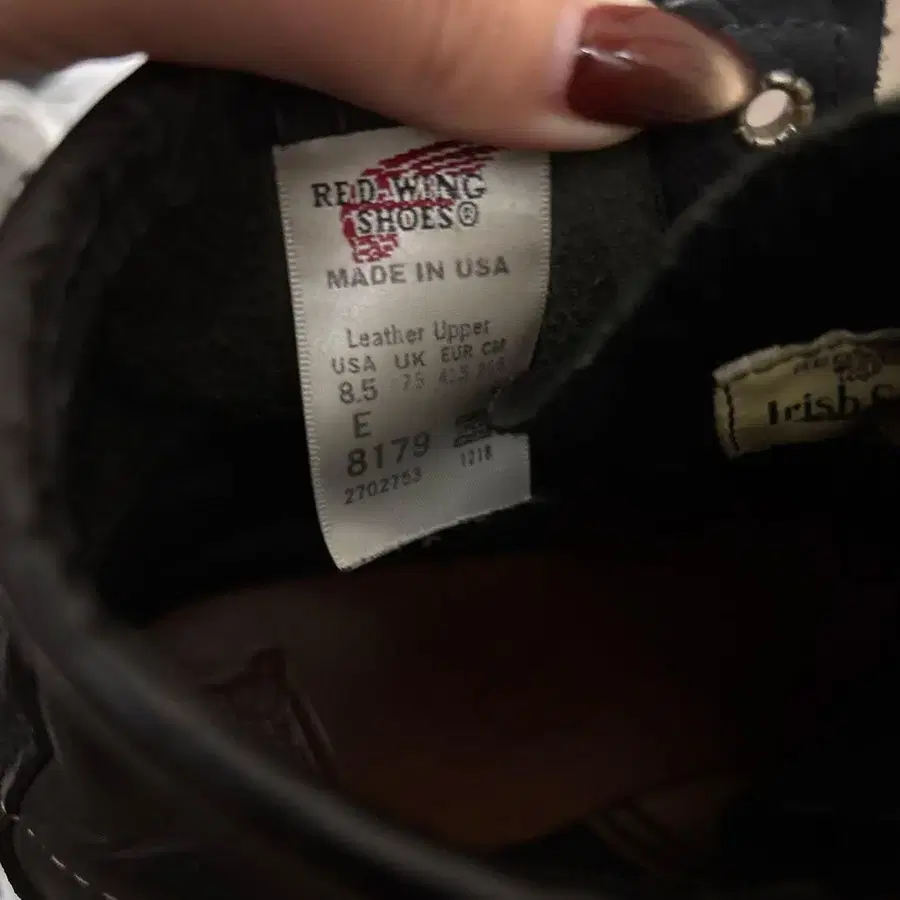 RED WING
SHOES®
MADE IN USA
Leather Upper
USA UK EUR CM
8.5 7.5
E
8179
2702753 1218
Irish